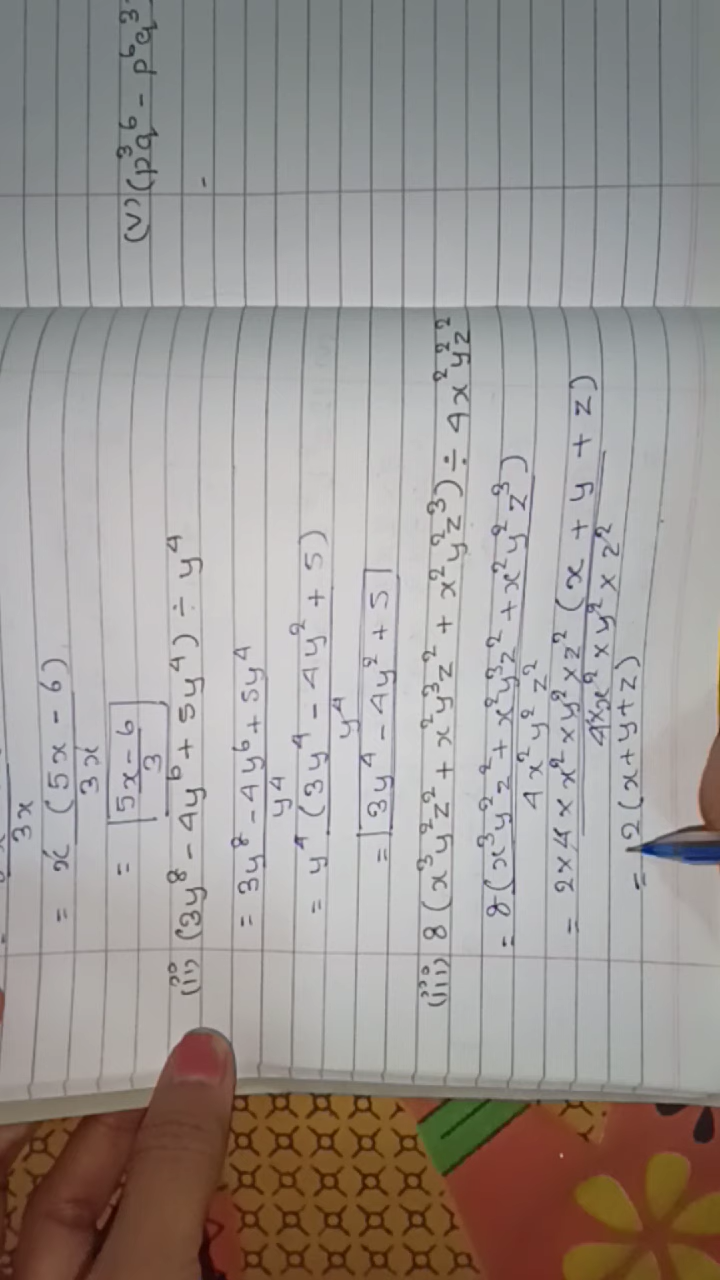 3x
= x (5x - 6)
3x
= 5x - 6
3
(ii) (3y⁸ - 4y⁶ + 5y⁴) ÷ y⁴
= 3y⁸ - 4y⁶ + 5y⁴
y⁴
= y⁴ (3y⁴ - 4y² + 5)
y⁴
= 3y⁴ - 4y² + 5
(iii) 8 (x³y²z² + x²y³z² + x²y²z³) ÷ 4x²y²z²
= 8 (x³y²z² + x²y³z² + x²y²z³)
4x²y²z²
= 2 × 4 × x² × y² × z² (x + y + z)
4 × x² × y² × z²
= 2 (x + y + z)
(v) (p³q⁶ - p⁶q³
-